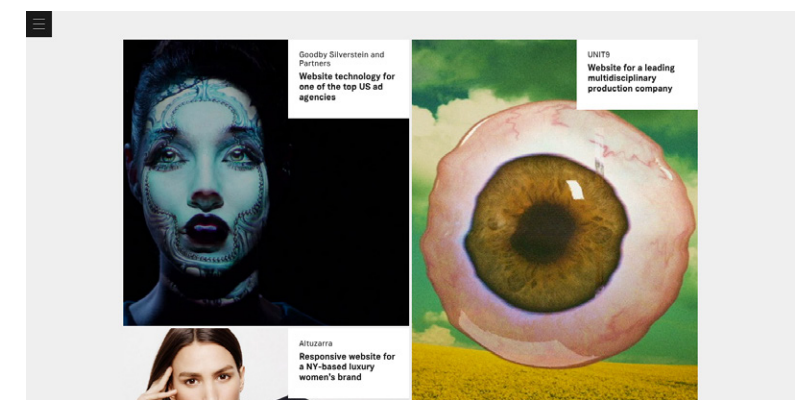 Goodby Silverstein and
Partners
Website technology for
one of the top US ad
agencies
UNIT9
Website for a leading
multidisciplinary
production company
Altuzarra
Responsive website for
a NY-based luxury
women's brand